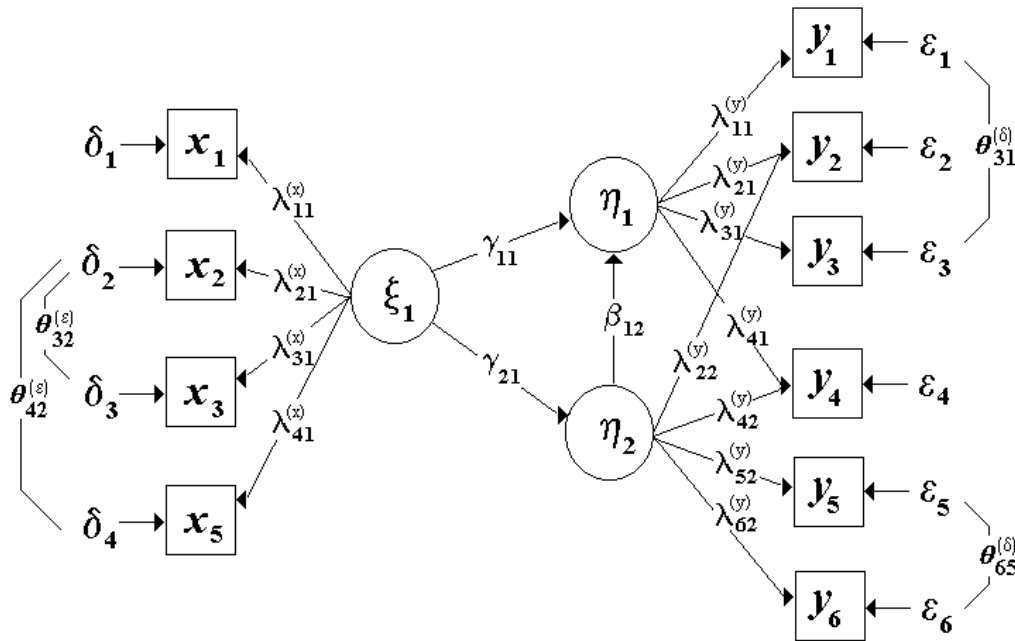 δ₁
x₁
λ₁₁⁽ˣ⁾
δ₂
x₂
λ₂₁⁽ˣ⁾
θ₃₂⁽ᵋ⁾
θ₄₂⁽ᵋ⁾
δ₃
x₃
λ₃₁⁽ˣ⁾
λ₄₁⁽ˣ⁾
δ₄
x₅
ξ₁
γ₁₁
γ₂₁
η₁
β₁₂
η₂
λ₁₁⁽ʸ⁾
λ₂₁⁽ʸ⁾
λ₃₁⁽ʸ⁾
λ₄₁⁽ʸ⁾
λ₂₂⁽ʸ⁾
λ₄₂⁽ʸ⁾
λ₅₂⁽ʸ⁾
λ₆₂⁽ʸ⁾
y₁
ε₁
y₂
ε₂
θ₃₁⁽ᵟ⁾
y₃
ε₃
y₄
ε₄
y₅
ε₅
θ₆₅⁽ᵟ⁾
y₆
ε₆